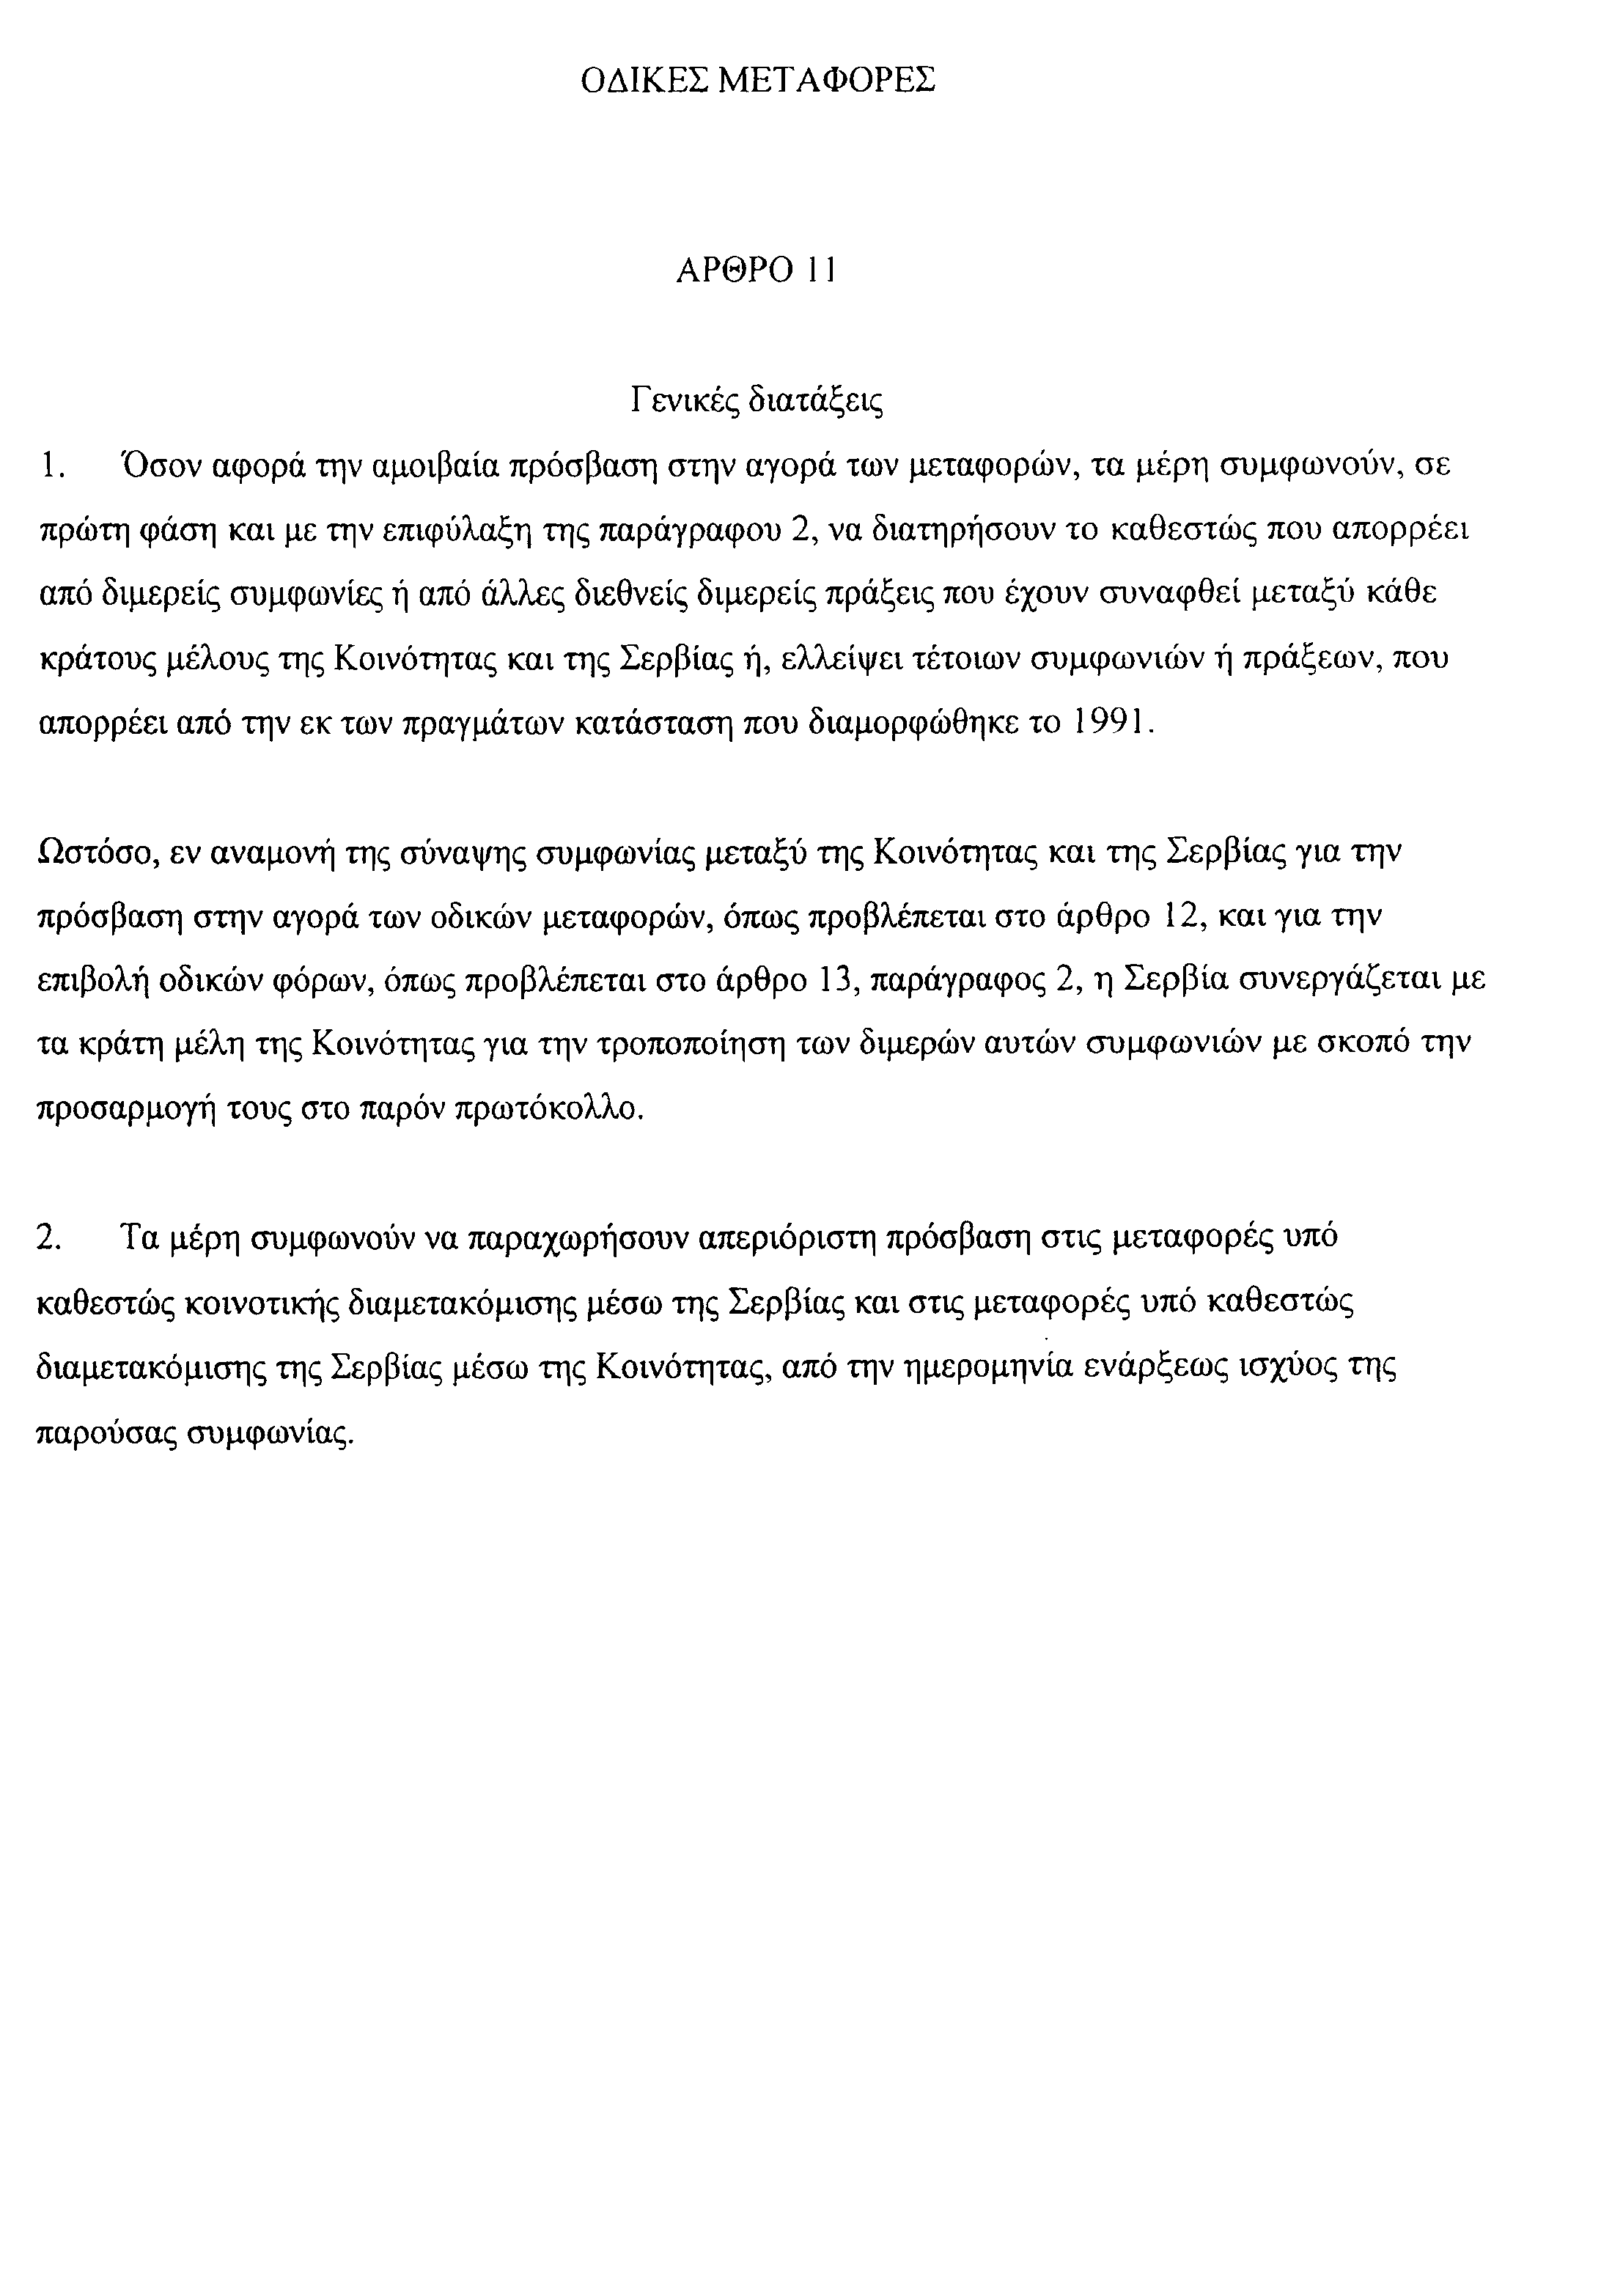 ΟΔΙΚΕΣ ΜΕΤΑΦΟΡΕΣ
ΑΡΘΡΟ 11
Γενικές διατάξεις
1. Όσον αφορά την αμοιβαία πρόσβαση στην αγορά των μεταφορών, τα μέρη συμφωνούν, σε
πρώτη φάση και με την επιφύλαξη της παράγραφου 2, να διατηρήσουν το καθεστώς που απορρέει
από διμερείς συμφωνίες ή από άλλες διεθνείς διμερείς πράξεις που έχουν συναφθεί μεταξύ κάθε
κράτους μέλους της Κοινότητας και της Σερβίας ή, ελλείψει τέτοιων συμφωνιών ή πράξεων, που
απορρέει από την εκ των πραγμάτων κατάσταση που διαμορφώθηκε το 1991.
Ωστόσο, εν αναμονή της σύναψης συμφωνίας μεταξύ της Κοινότητας και της Σερβίας για την
πρόσβαση στην αγορά των οδικών μεταφορών, όπως προβλέπεται στο άρθρο 12, και για την
επιβολή οδικών φόρων, όπως προβλέπεται στο άρθρο 13, παράγραφος 2, η Σερβία συνεργάζεται με
τα κράτη μέλη της Κοινότητας για την τροποποίηση των διμερών αυτών συμφωνιών με σκοπό την
προσαρμογή τους στο παρόν πρωτόκολλο.
2. Τα μέρη συμφωνούν να παραχωρήσουν απεριόριστη πρόσβαση στις μεταφορές υπό
καθεστώς κοινοτικής διαμετακόμισης μέσω της Σερβίας και στις μεταφορές υπό καθεστώς
διαμετακόμισης της Σερβίας μέσω της Κοινότητας, από την ημερομηνία ενάρξεως ισχύος της
παρούσας συμφωνίας.